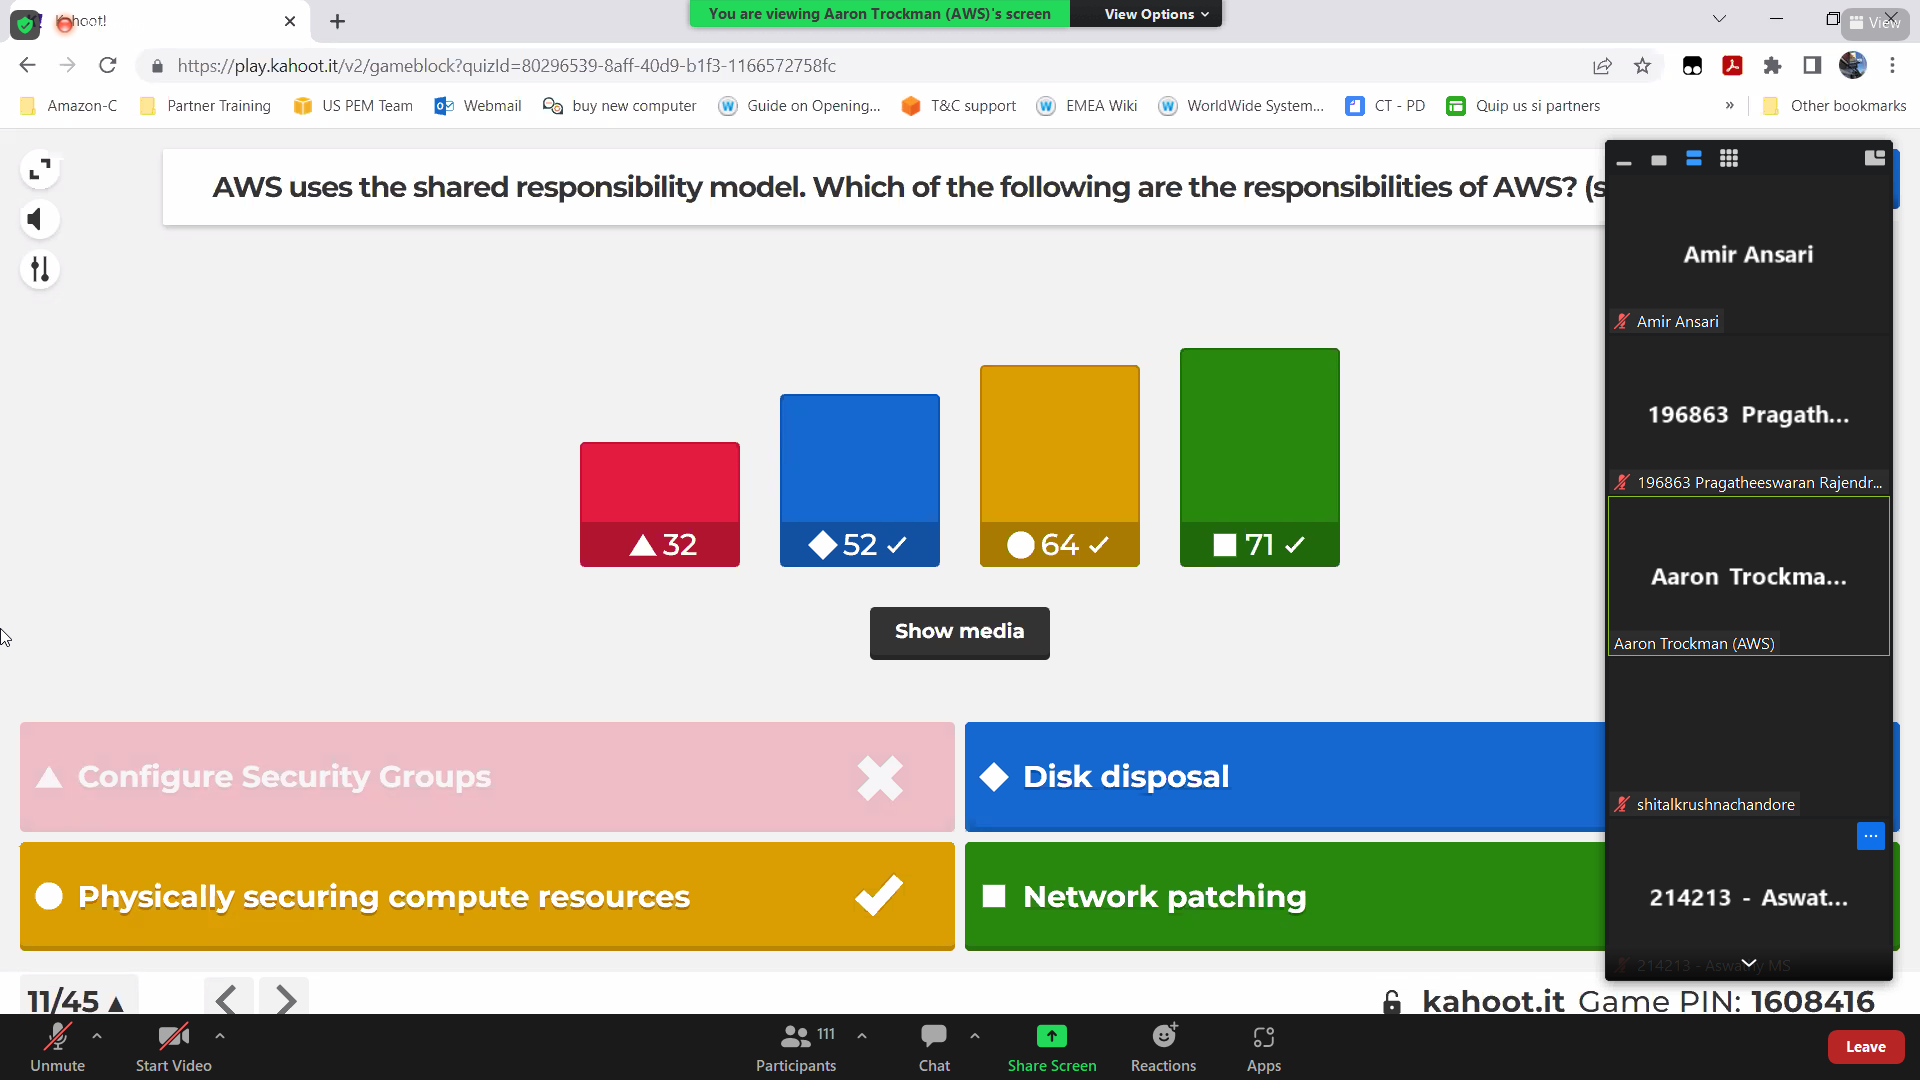 Kahoot!
You are viewing Aaron Trockman (AWS)'s screen
View Options
View
https://play.kahoot.it/v2/gameblock?quizId=80296539-8aff-40d9-b1f3-1166572758fc
Amazon-C
Partner Training
US PEM Team
Webmail
buy new computer
Guide on Opening...
T&C support
EMEA Wiki
WorldWide System...
CT - PD
Quip us si partners
»
Other bookmarks
AWS uses the shared responsibility model. Which of the following are the responsibilities of AWS? (s
32
52
64
71
Show media
Configure Security Groups
Disk disposal
Physically securing compute resources
Network patching
Amir Ansari
Amir Ansari
196863 Pragath...
196863 Pragatheeswaran Rajendr...
Aaron Trockma...
Aaron Trockman (AWS)
shitalkrushnachandore
214213 - Aswat...
214213 - Aswathy MS
11/45
kahoot.it Game PIN: 1608416
Unmute
Start Video
111
Participants
Chat
Share Screen
Reactions
Apps
Leave